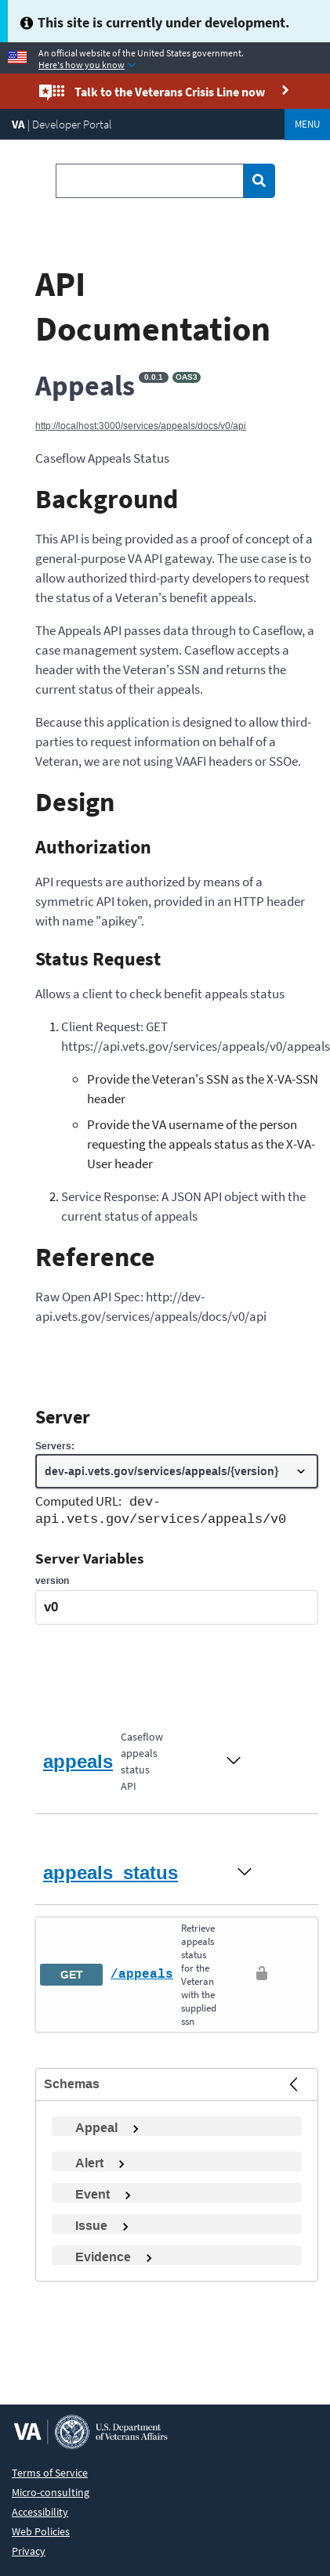 This site is currently under development.
An official website of the United States government.
Here's how you know
Talk to the Veterans Crisis Line now
VA | Developer Portal
MENU
API
Documentation
Appeals 0.0.1 OAS3
http://localhost:3000/services/appeals/docs/v0/api
Caseflow Appeals Status
Background
This API is being provided as a proof of concept of a
general-purpose VA API gateway. The use case is to
allow authorized third-party developers to request
the status of a Veteran's benefit appeals.
The Appeals API passes data through to Caseflow, a
case management system. Caseflow accepts a
header with the Veteran's SSN and returns the
current status of their appeals.
Because this application is designed to allow third-
parties to request information on behalf of a
Veteran, we are not using VAAFI headers or SSOe.
Design
Authorization
API requests are authorized by means of a
symmetric API token, provided in an HTTP header
with name "apikey".
Status Request
Allows a client to check benefit appeals status
1. Client Request: GET
https://api.vets.gov/services/appeals/v0/appeals
Provide the Veteran's SSN as the X-VA-SSN
header
Provide the VA username of the person
requesting the appeals status as the X-VA-
User header
2. Service Response: A JSON API object with the
current status of appeals
Reference
Raw Open API Spec: http://dev-
api.vets.gov/services/appeals/docs/v0/api
Server
Servers:
dev-api.vets.gov/services/appeals/{version}
Computed URL: dev-
api.vets.gov/services/appeals/v0
Server Variables
version
v0
appeals
Caseflow
appeals
status
API
appeals_status
GET
/appeals
Retrieve
appeals
status
for the
Veteran
with the
supplied
ssn
Schemas
Appeal
Alert
Event
Issue
Evidence
VA
U.S. Department
of Veterans Affairs
Terms of Service
Micro-consulting
Accessibility
Web Policies
Privacy